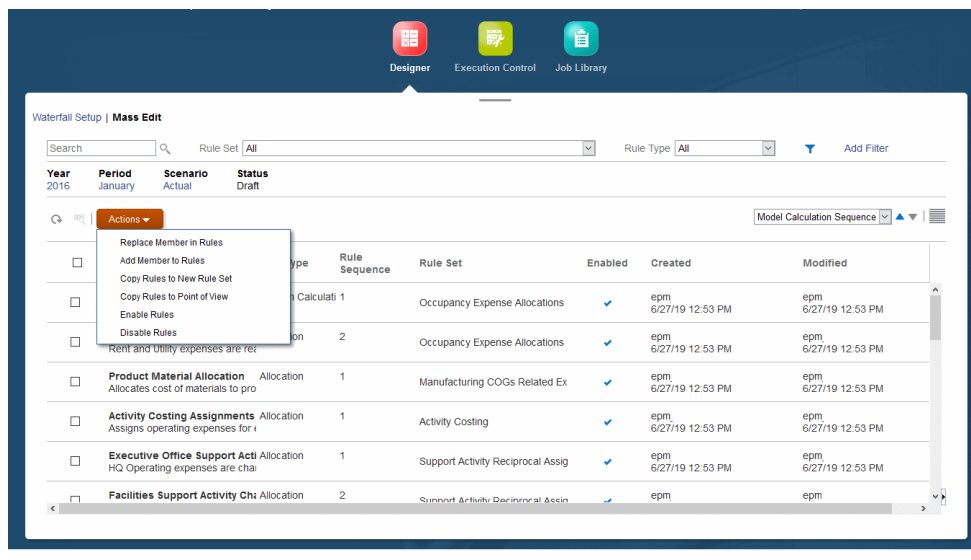 Designer Execution Control Job Library
Waterfall Setup | Mass Edit
Search Rule Set All Rule Type All Add Filter
Year Period Scenario Status
2016 January Actual Draft
Actions Model Calculation Sequence
Replace Member in Rules
Add Member to Rules
Copy Rules to New Rule Set
Copy Rules to Point of View
Enable Rules
Disable Rules
ype Rule Sequence Rule Set Enabled Created Modified
Calculati 1 Occupancy Expense Allocations epm epm
6/27/19 12:53 PM 6/27/19 12:53 PM
ion 2 Occupancy Expense Allocations epm epm
Rent and Utility expenses are rea 6/27/19 12:53 PM 6/27/19 12:53 PM
Product Material Allocation Allocation 1 Manufacturing COGs Related Ex epm epm
Allocates cost of materials to pro 6/27/19 12:53 PM 6/27/19 12:53 PM
Activity Costing Assignments Allocation 1 Activity Costing epm epm
Assigns operating expenses for 6/27/19 12:53 PM 6/27/19 12:53 PM
Executive Office Support Acti Allocation 1 Support Activity Reciprocal Assig epm epm
HQ Operating expenses are chai 6/27/19 12:53 PM 6/27/19 12:53 PM
Facilities Support Activity Cha Allocation 2 Support Activity Reciprocal Assig epm epm